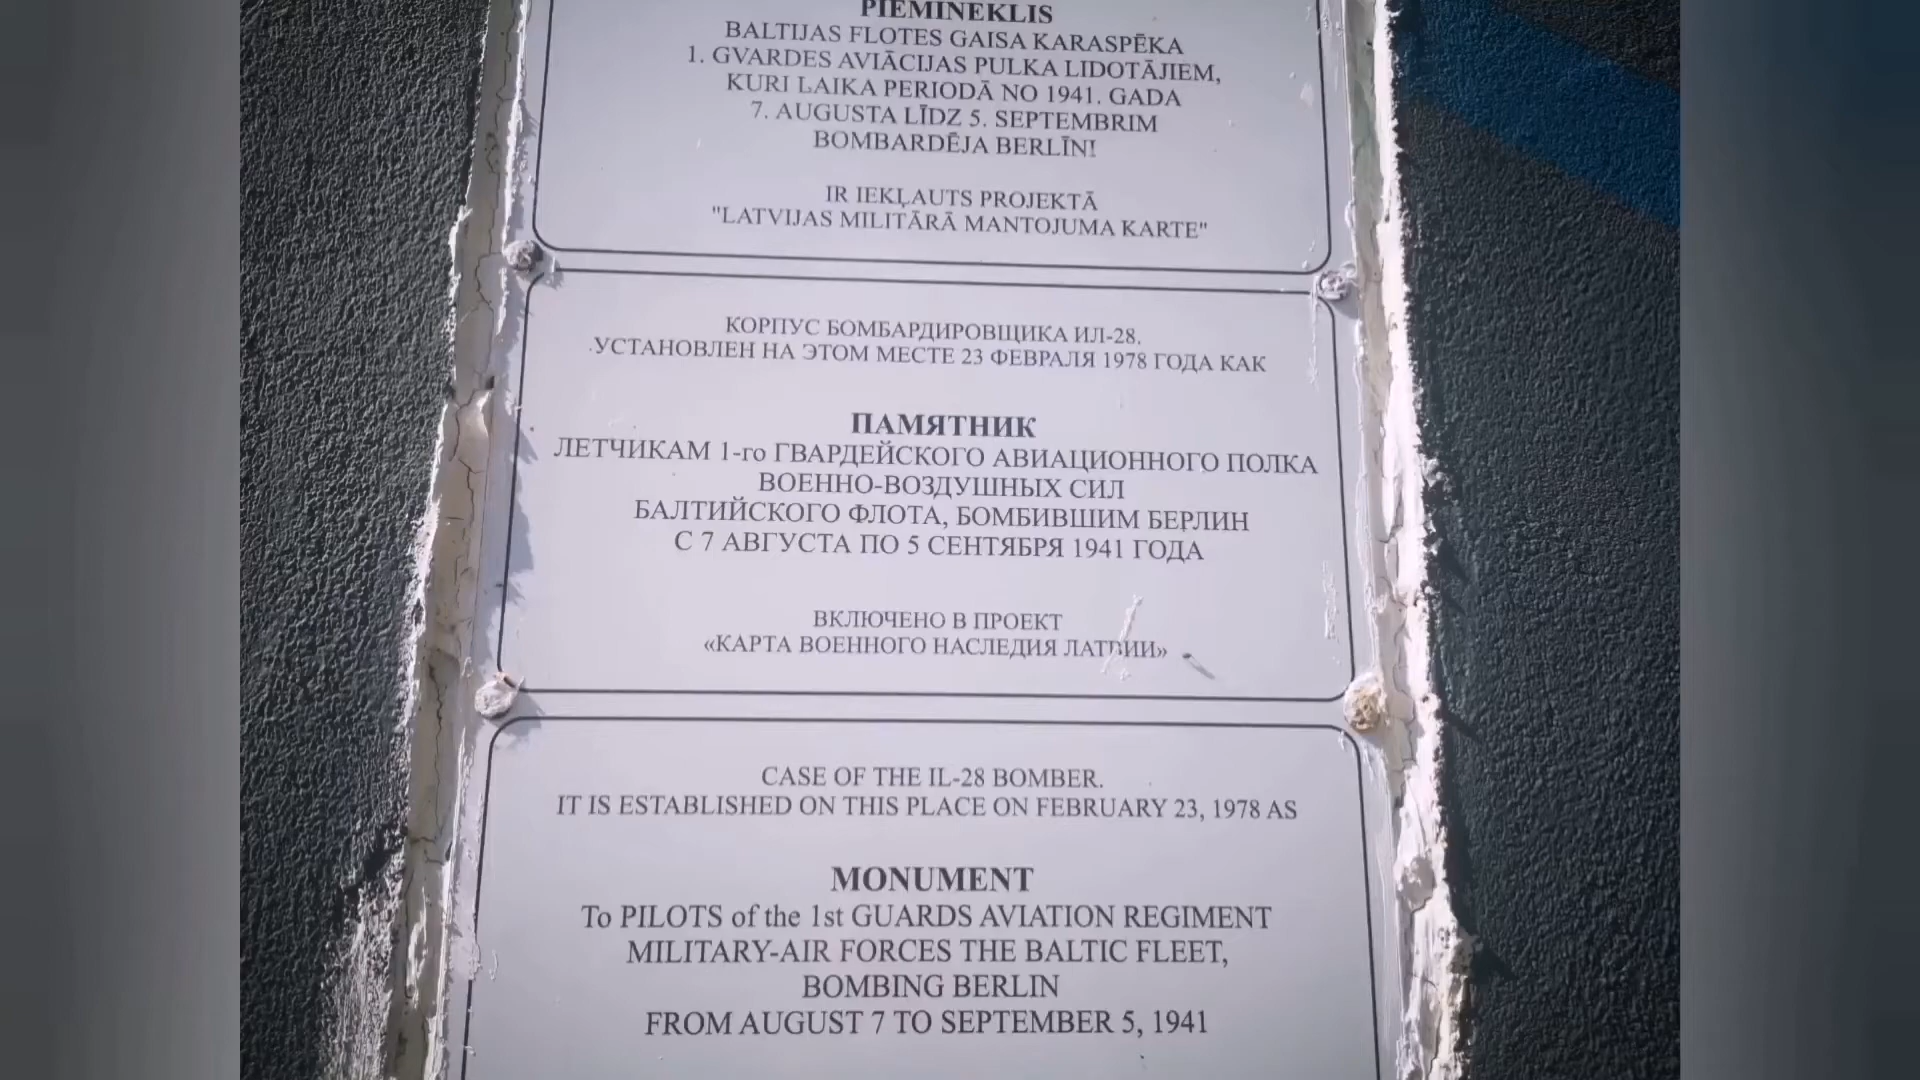 PIEMINEKLIS
BALTIJAS FLOTES GAISA KARASPĒKA
1. GVARDES AVIĀCIJAS PULKA LIDOTĀJIEM,
KURI LAIKA PERIODĀ NO 1941. GADA
7. AUGUSTA LĪDZ 5. SEPTEMBRIM
BOMBARDĒJA BERLĪNI
IR IEKĻAUTS PROJEKTĀ
"LATVIJAS MILITĀRĀ MANTOJUMA KARTE"
КОРПУС БОМБАРДИРОВЩИКА ИЛ-28.
УСТАНОВЛЕН НА ЭТОМ МЕСТЕ 23 ФЕВРАЛЯ 1978 ГОДА КАК
ПАМЯТНИК
ЛЕТЧИКАМ 1-го ГВАРДЕЙСКОГО АВИАЦИОННОГО ПОЛКА
ВОЕННО-ВОЗДУШНЫХ СИЛ
БАЛТИЙСКОГО ФЛОТА, БОМБИВШИМ БЕРЛИН
С 7 АВГУСТА ПО 5 СЕНТЯБРЯ 1941 ГОДА
ВКЛЮЧЕНО В ПРОЕКТ
«КАРТА ВОЕННОГО НАСЛЕДИЯ ЛАТВИИ»
CASE OF THE IL-28 BOMBER.
IT IS ESTABLISHED ON THIS PLACE ON FEBRUARY 23, 1978 AS
MONUMENT
To PILOTS of the 1st GUARDS AVIATION REGIMENT
MILITARY-AIR FORCES THE BALTIC FLEET,
BOMBING BERLIN
FROM AUGUST 7 TO SEPTEMBER 5, 1941